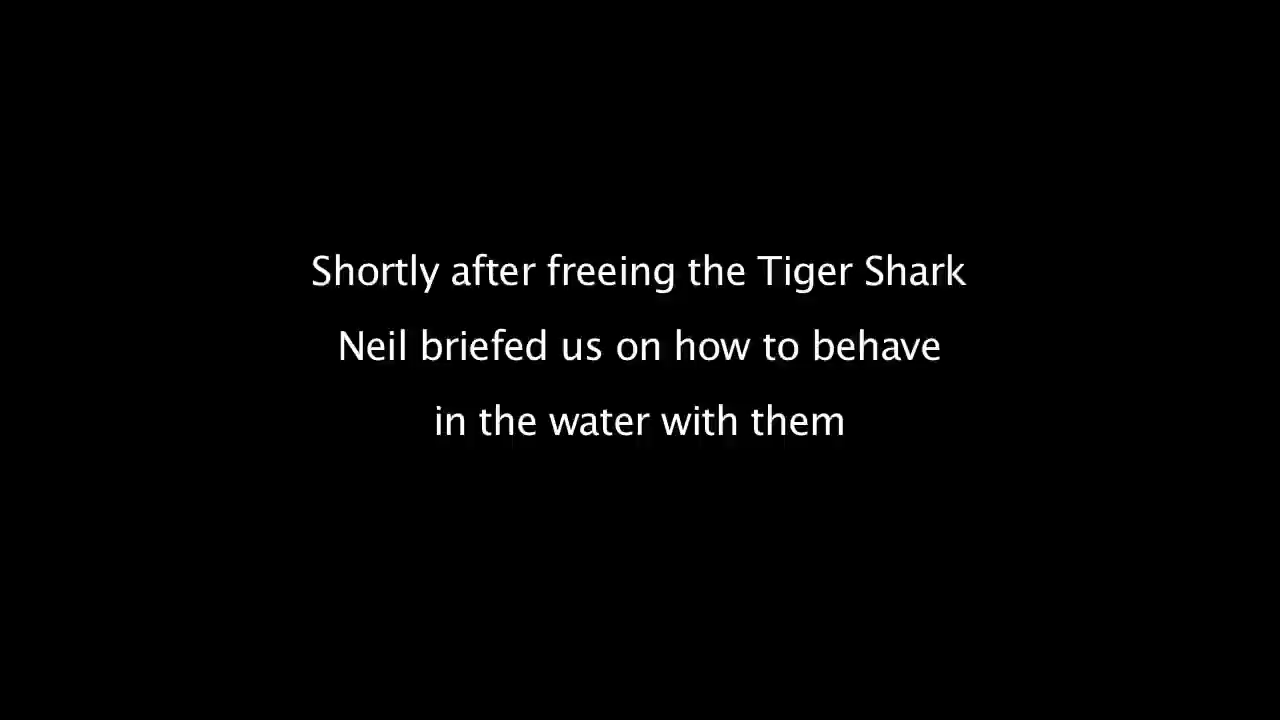 Shortly after freeing the Tiger Shark
Neil briefed us on how to behave
in the water with them